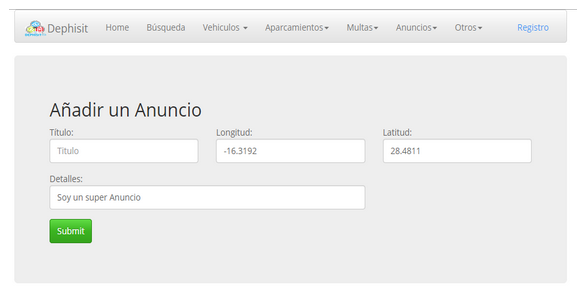 Dephisit Home Búsqueda Vehiculos Aparcamientos Multas Anuncios Otros Registro
Añadir un Anuncio
Título: Longitud: Latitud:
Título -16.3192 28.4811
Detalles:
Soy un super Anuncio
Submit